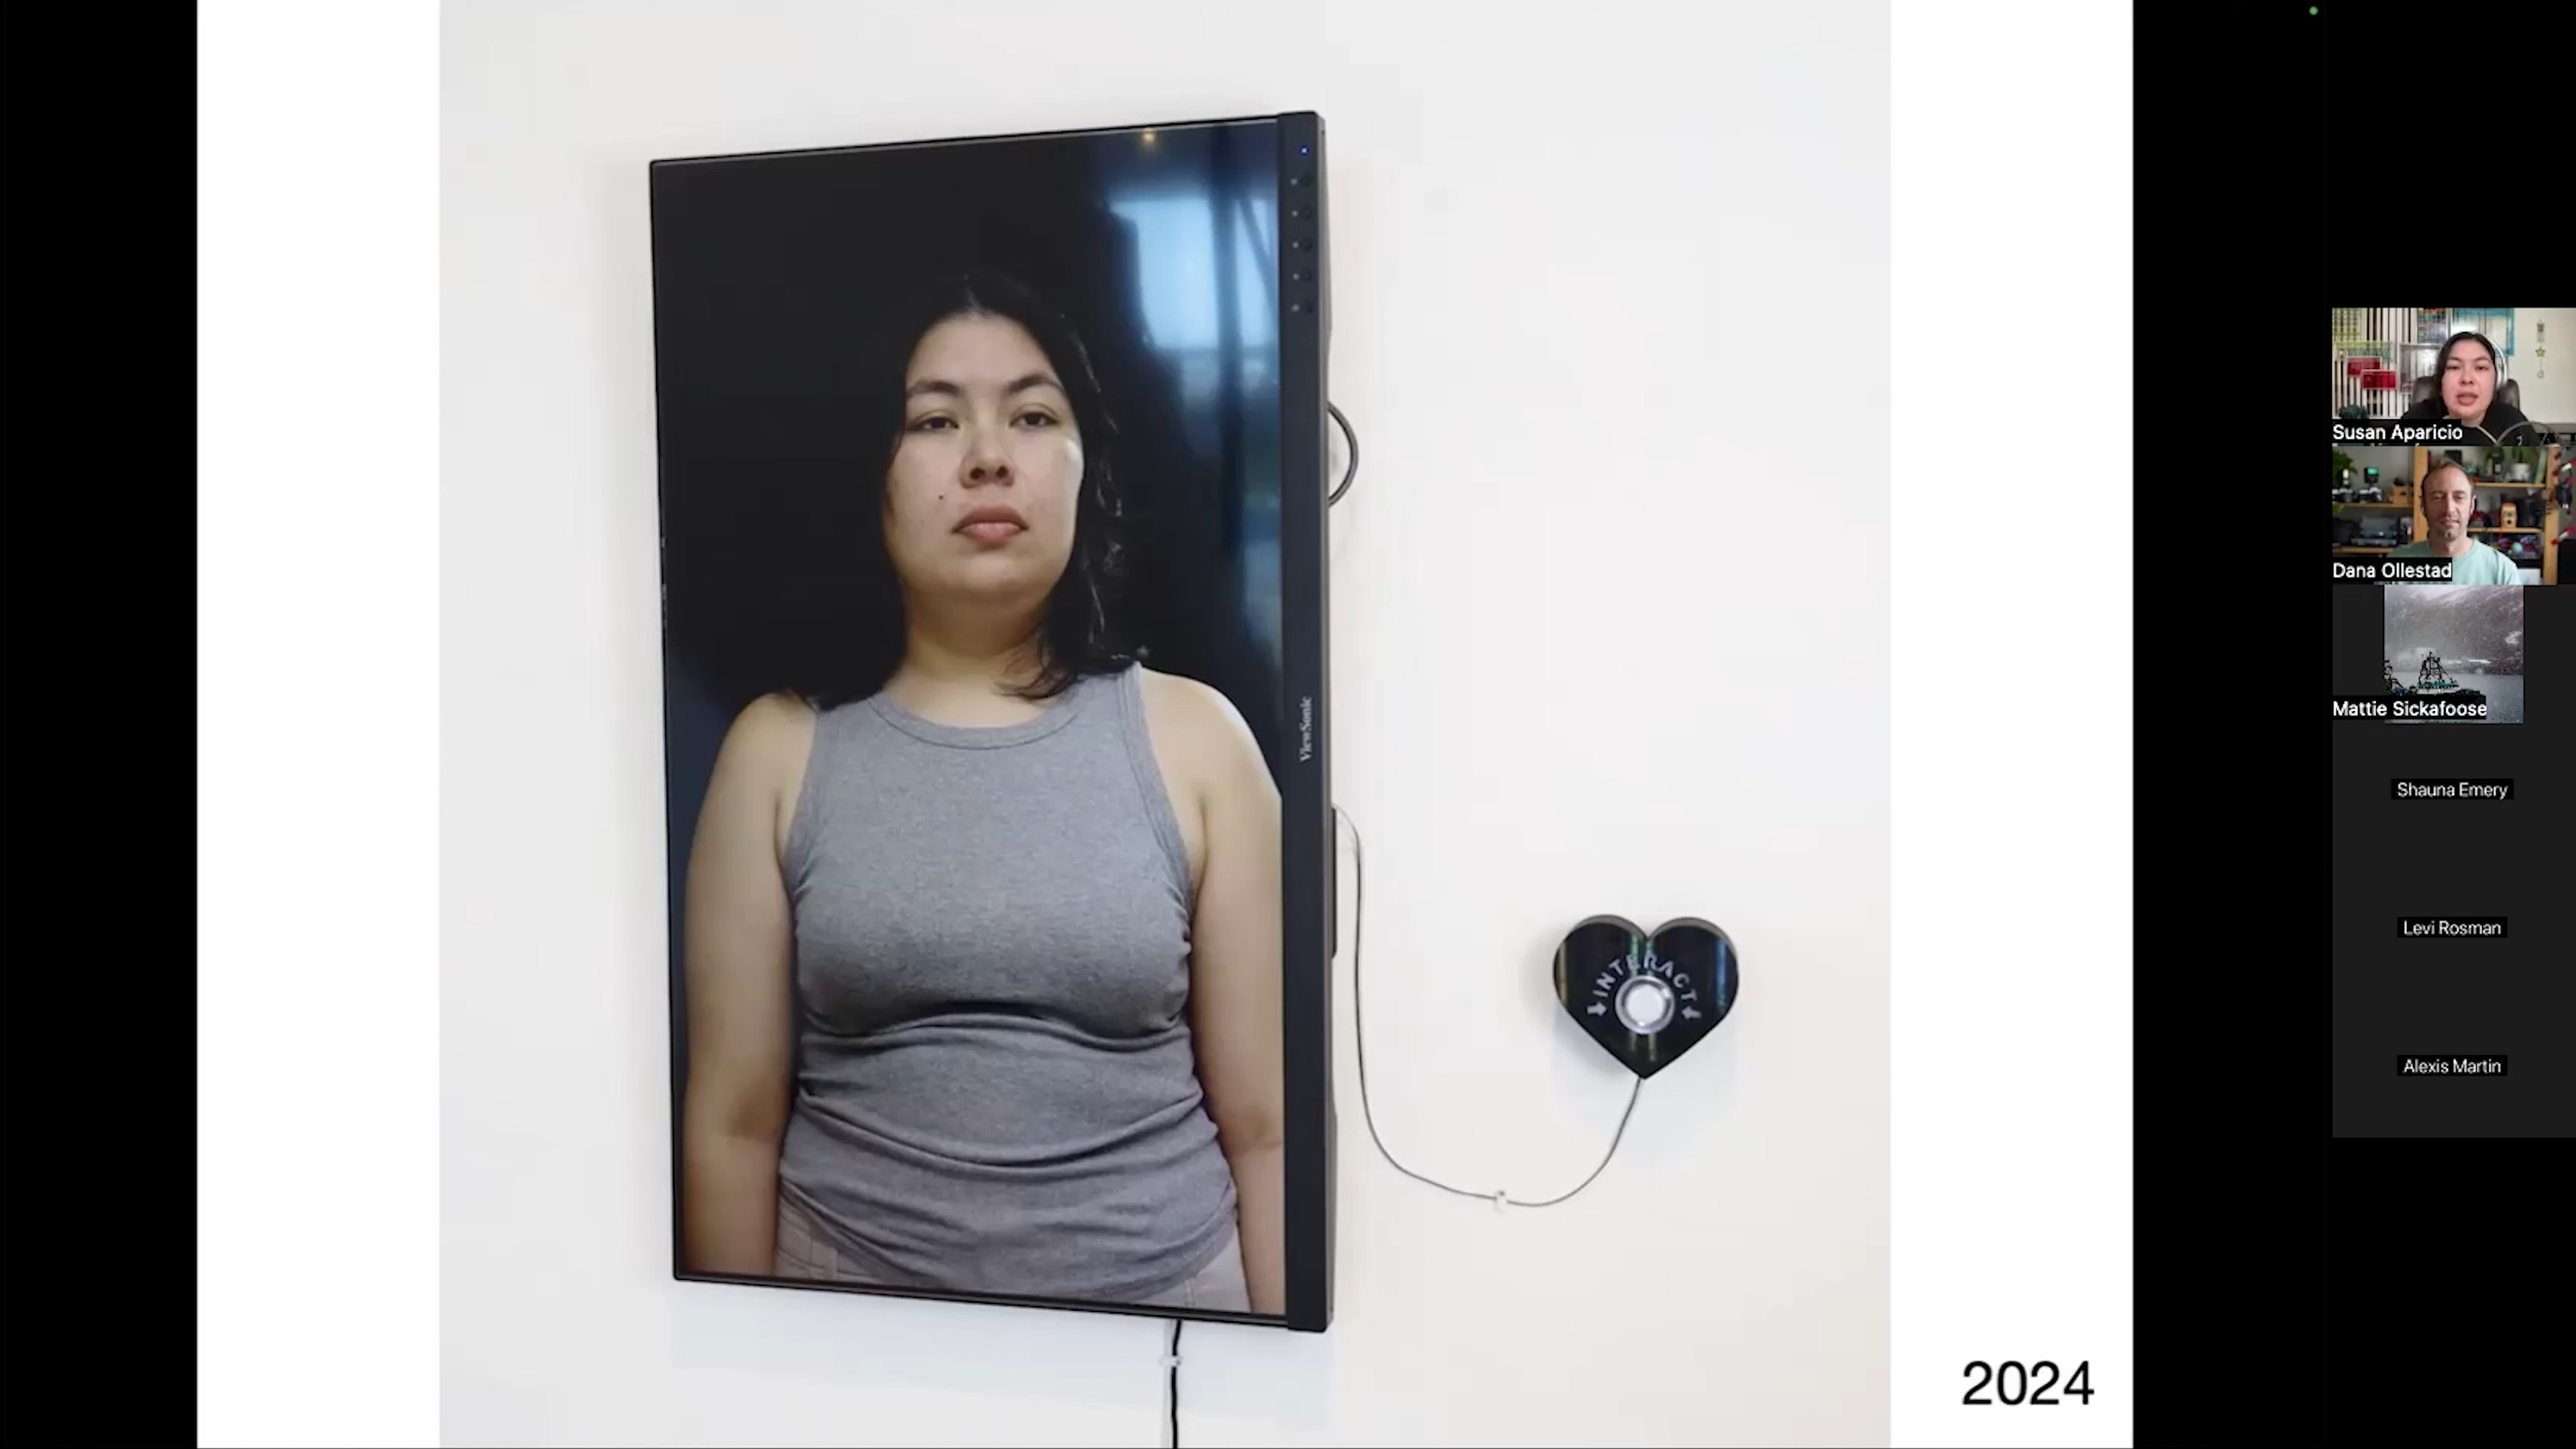 ViewSonic
INTERACT
2024
Susan Aparicio
Dana Ollestad
Mattie Sickafoose
Shauna Emery
Levi Rosman
Alexis Martin